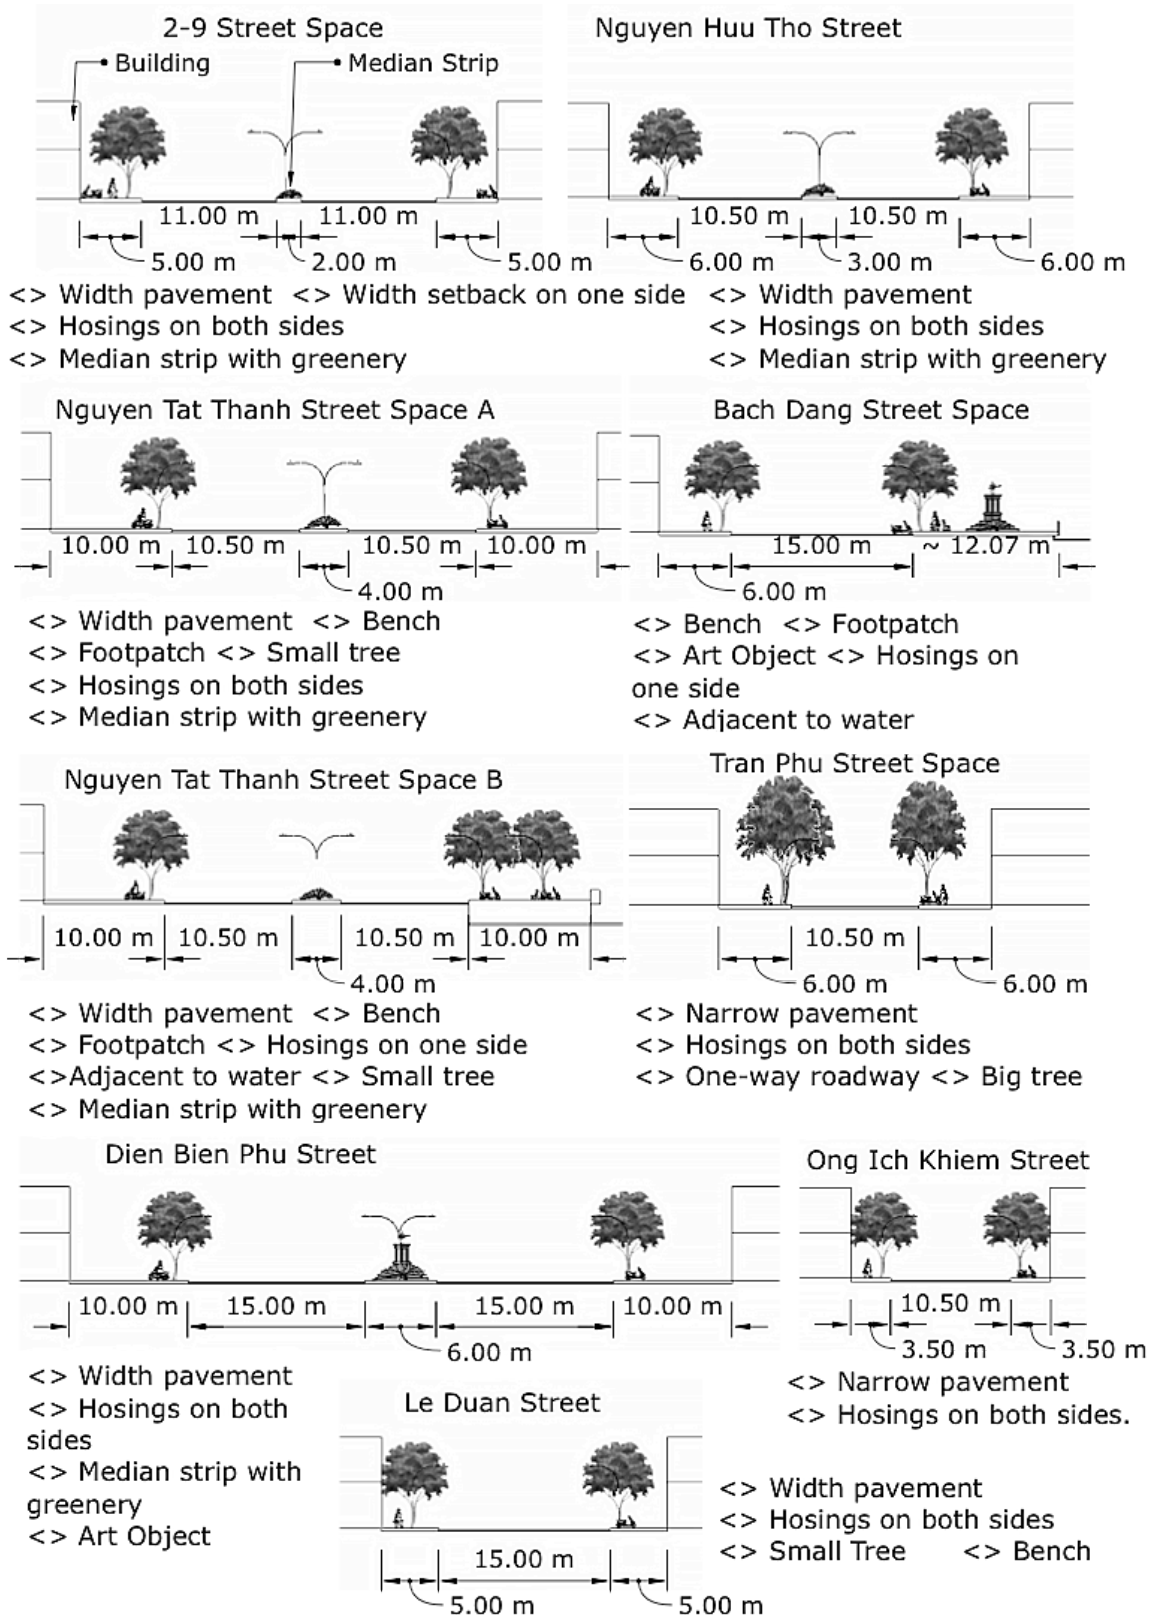 2-9 Street Space
Building
Median Strip
11.00 m 11.00 m
5.00 m 2.00 m 5.00 m
<> Width pavement <> Width setback on one side
<> Hosings on both sides
<> Median strip with greenery
Nguyen Huu Tho Street
10.50 m 10.50 m
6.00 m 3.00 m 6.00 m
<> Width pavement
<> Hosings on both sides
<> Median strip with greenery
Nguyen Tat Thanh Street Space A
10.00 m 10.50 m 10.50 m 10.00 m
4.00 m
<> Width pavement <> Bench
<> Footpatch <> Small tree
<> Hosings on both sides
<> Median strip with greenery
Bach Dang Street Space
15.00 m ~ 12.07 m
6.00 m
<> Bench <> Footpatch
<> Art Object <> Hosings on
one side
<> Adjacent to water
Nguyen Tat Thanh Street Space B
10.00 m 10.50 m 10.50 m 10.00 m
4.00 m
<> Width pavement <> Bench
<> Footpatch <> Hosings on one side
<>Adjacent to water <> Small tree
<> Median strip with greenery
Tran Phu Street Space
10.50 m
6.00 m 6.00 m
<> Narrow pavement
<> Hosings on both sides
<> One-way roadway <> Big tree
Dien Bien Phu Street
10.00 m 15.00 m 15.00 m 10.00 m
6.00 m
<> Width pavement
<> Hosings on both
sides
<> Median strip with
greenery
<> Art Object
Ong Ich Khiem Street
10.50 m
3.50 m 3.50 m
<> Narrow pavement
<> Hosings on both sides.
Le Duan Street
15.00 m
5.00 m 5.00 m
<> Width pavement
<> Hosings on both sides
<> Small Tree <> Bench